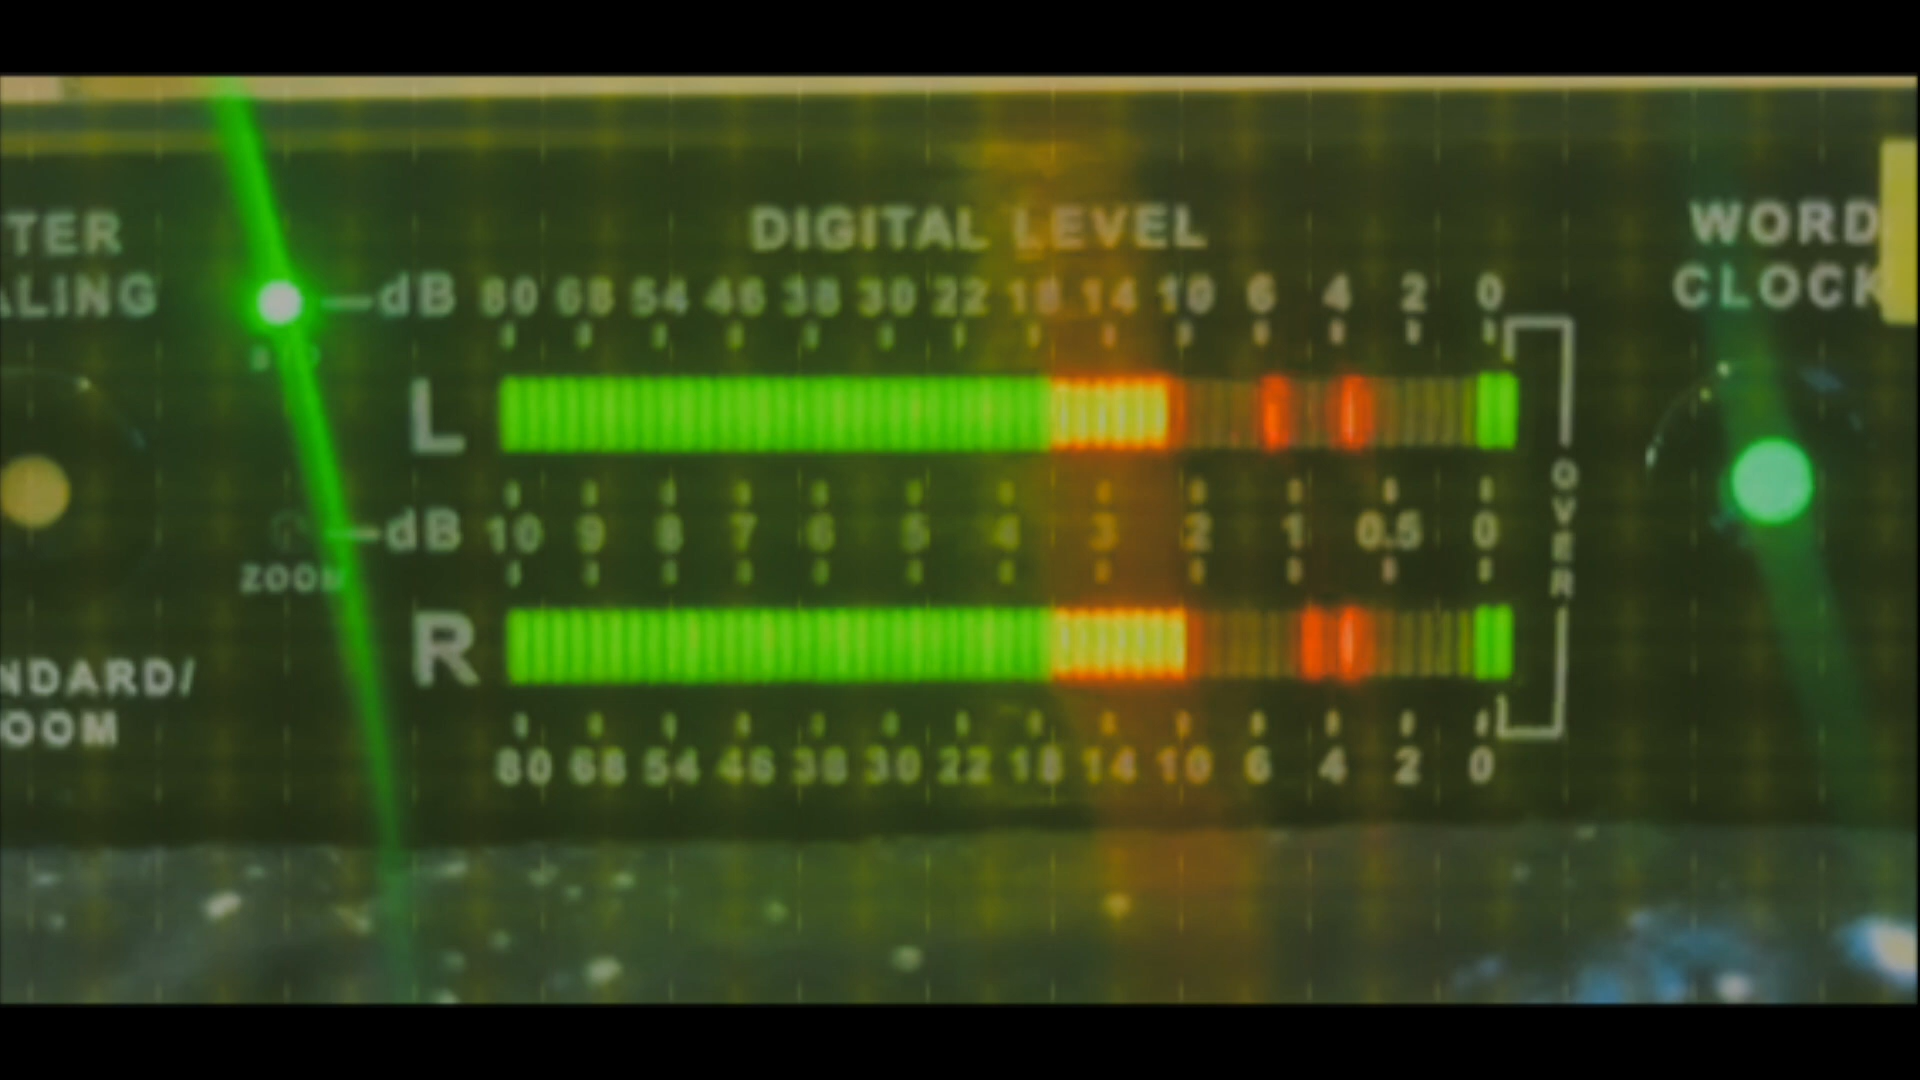 DIGITAL LEVEL
WORD
CLOCK
TER
ALING
dB 80 68 54 46 38 30 22 18 14 10 6 4 2 0
L
dB 10 9 8 7 6 5 4 3 2 1 0.5 0
OVER
ZOOM
R
NDARD/
OOM
80 68 54 46 38 30 22 18 14 10 6 4 2 0